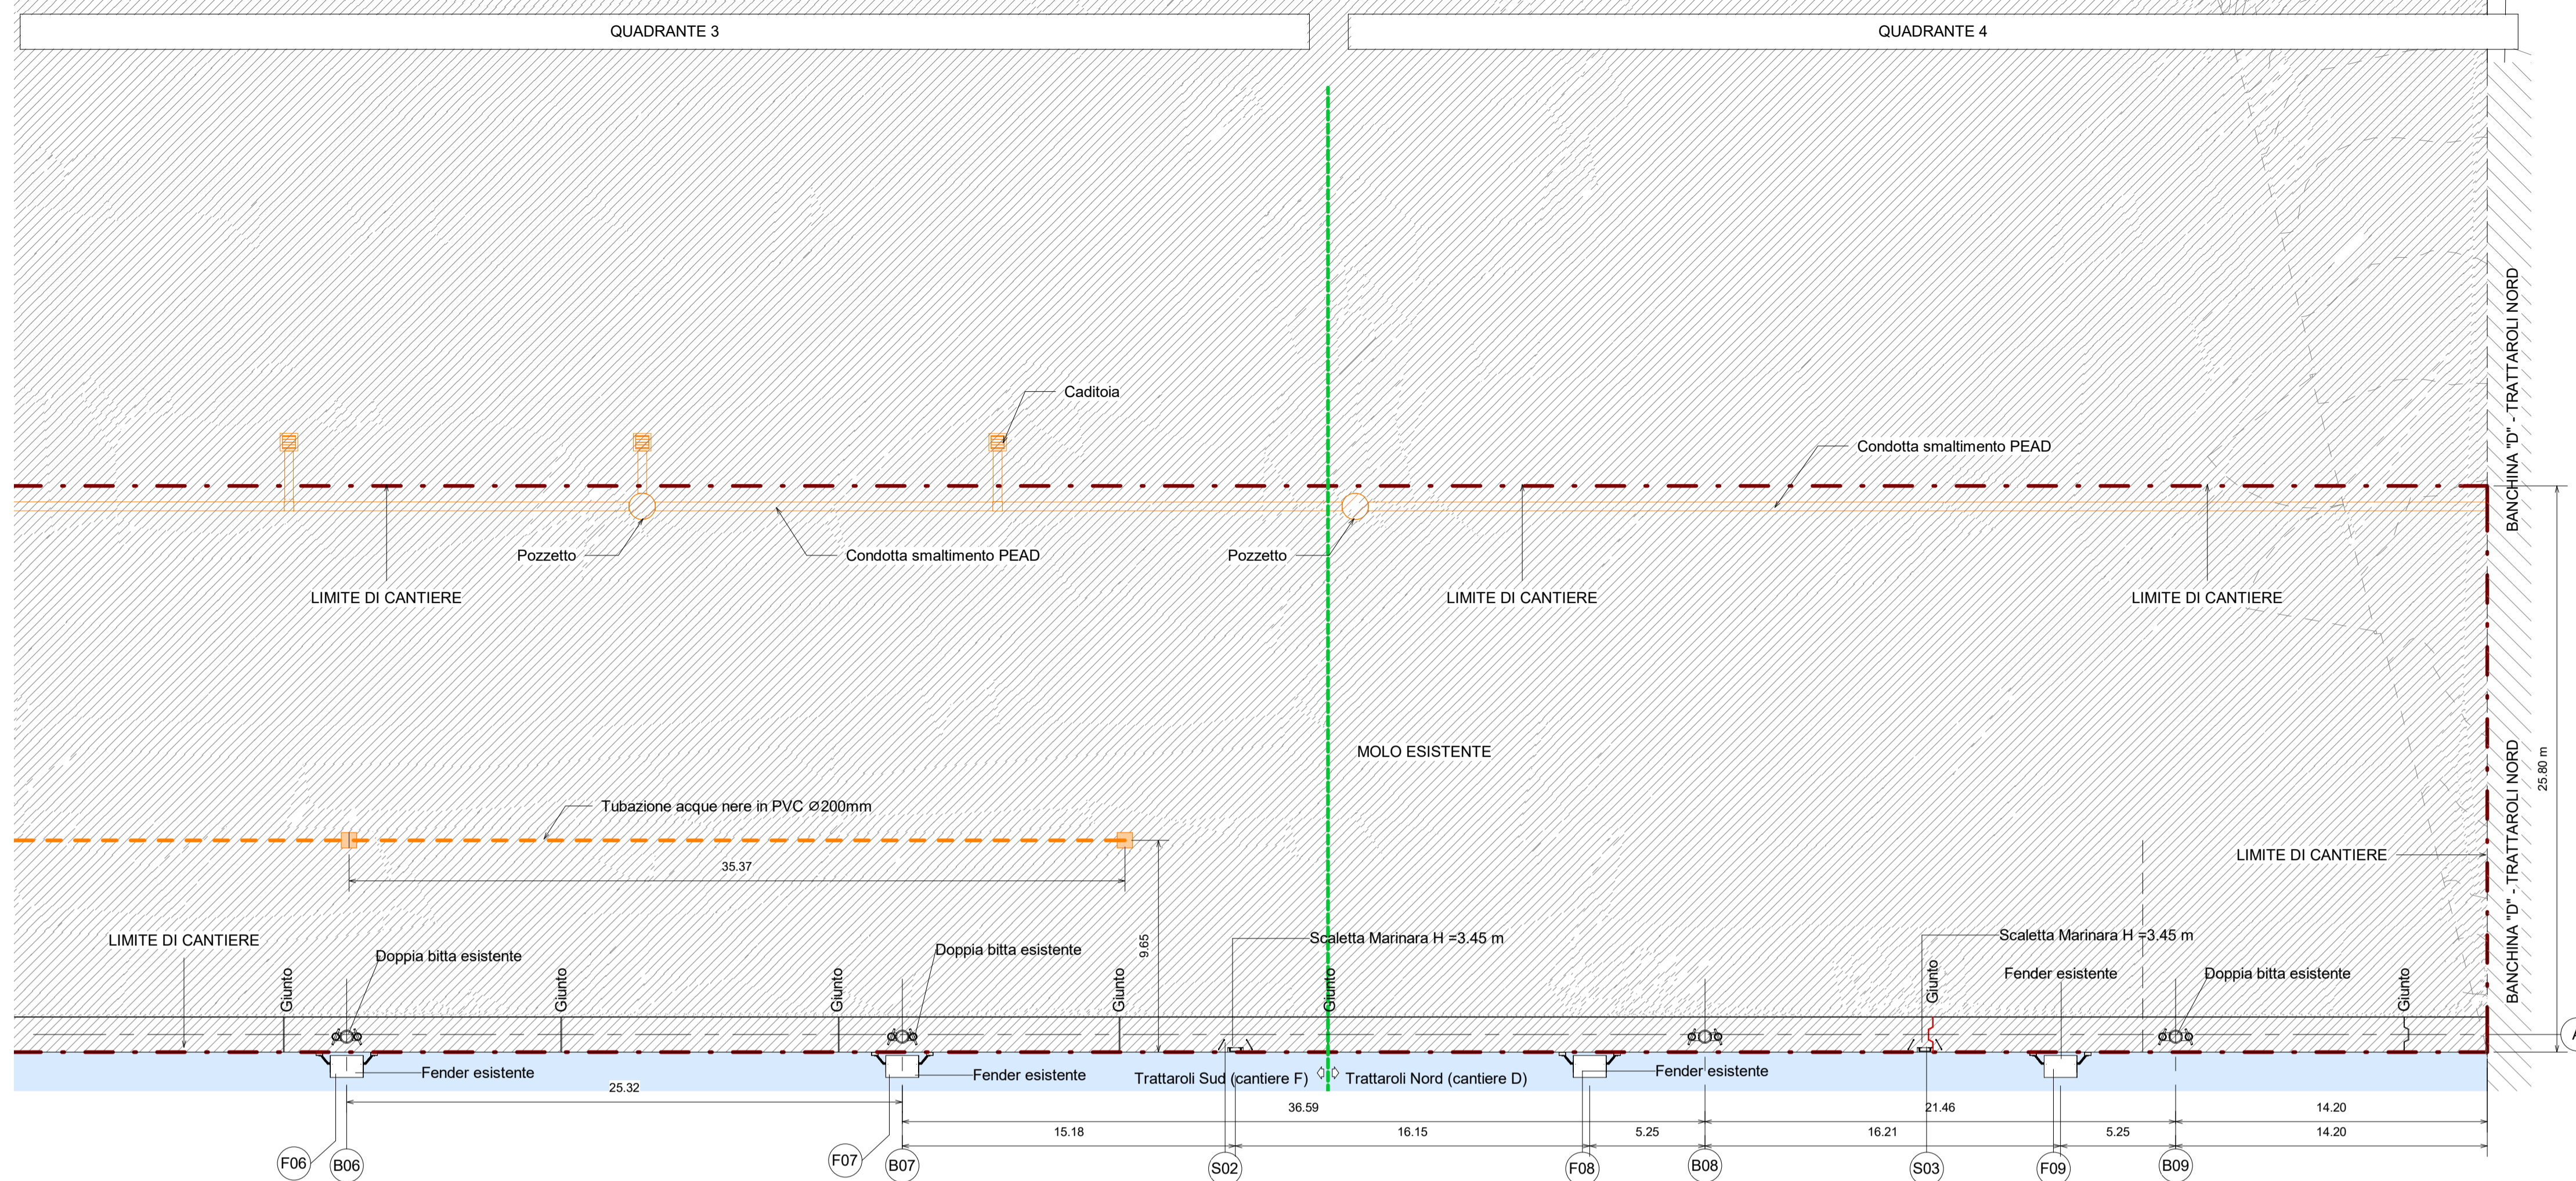 QUADRANTE 3
QUADRANTE 4
Caditoia
Condotta smaltimento PEAD
BANCHINA "D" - TRATTAROLI NORD
Pozzetto
Condotta smaltimento PEAD
Pozzetto
LIMITE DI CANTIERE
LIMITE DI CANTIERE
LIMITE DI CANTIERE
MOLO ESISTENTE
25.80 m
Tubazione acque nere in PVC Ø200mm
35.37
LIMITE DI CANTIERE
BANCHINA "D" - TRATTAROLI NORD
LIMITE DI CANTIERE
Doppia bitta esistente
Doppia bitta esistente
9.65
Scaletta Marinara H =3.45 m
Scaletta Marinara H =3.45 m
Fender esistente
Doppia bitta esistente
Giunto
Giunto
Giunto
Giunto
Giunto
Giunto
Giunto
A
Fender esistente
Fender esistente
Trattaroli Sud (cantiere F)
Trattaroli Nord (cantiere D)
Fender esistente
25.32
36.59
21.46
14.20
15.18
16.15
5.25
16.21
5.25
14.20
F06
B06
F07
B07
S02
F08
B08
S03
F09
B09